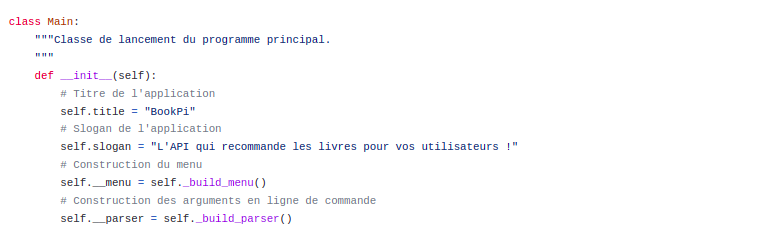 class Main:
    """Classe de lancement du programme principal.
    """
    def __init__(self):
        # Titre de l'application
        self.title = "BookPi"
        # Slogan de l'application
        self.slogan = "L'API qui recommande les livres pour vos utilisateurs !"
        # Construction du menu
        self.__menu = self._build_menu()
        # Construction des arguments en ligne de commande
        self.__parser = self._build_parser()